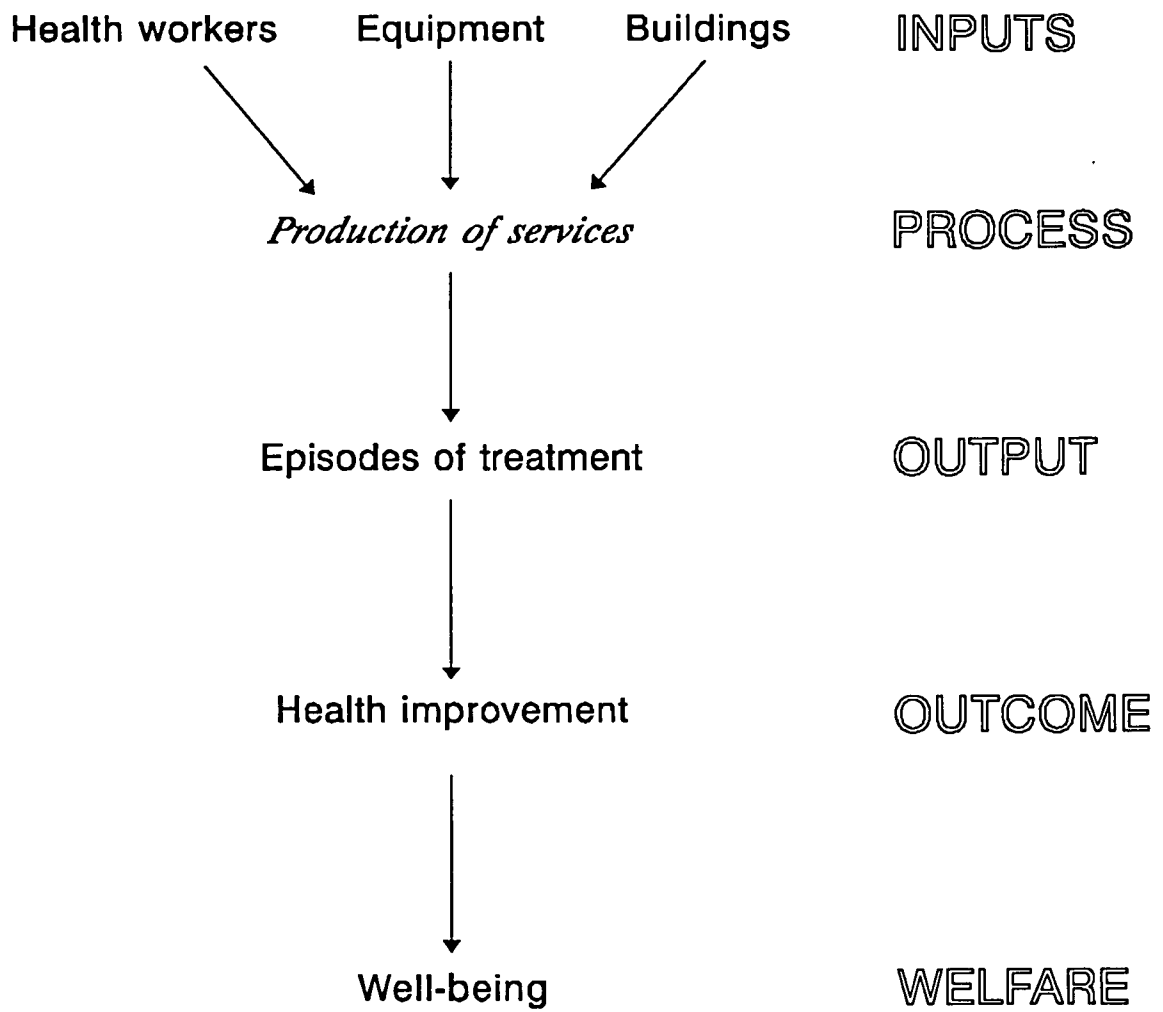 Health workers Equipment Buildings INPUTS
Production of services PROCESS
Episodes of treatment OUTPUT
Health improvement OUTCOME
Well-being WELFARE